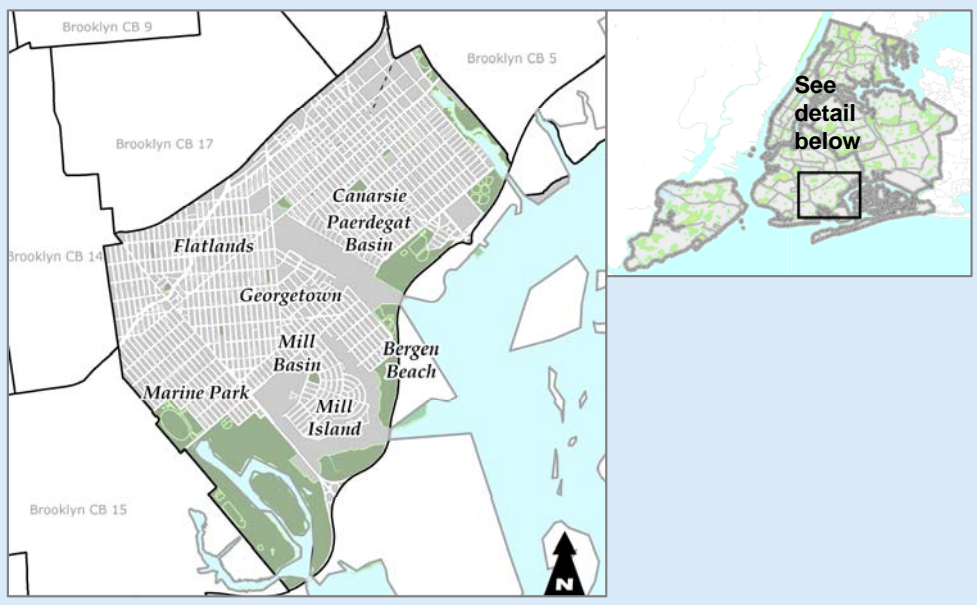 Brooklyn CB 9
Brooklyn CB 5
Brooklyn CB 17
Canarsie
Paerdegat
Basin
Flatlands
Brooklyn CB 14
Georgetown
Mill
Basin
Bergen
Beach
Marine Park
Mill
Island
Brooklyn CB 15
N
See
detail
below